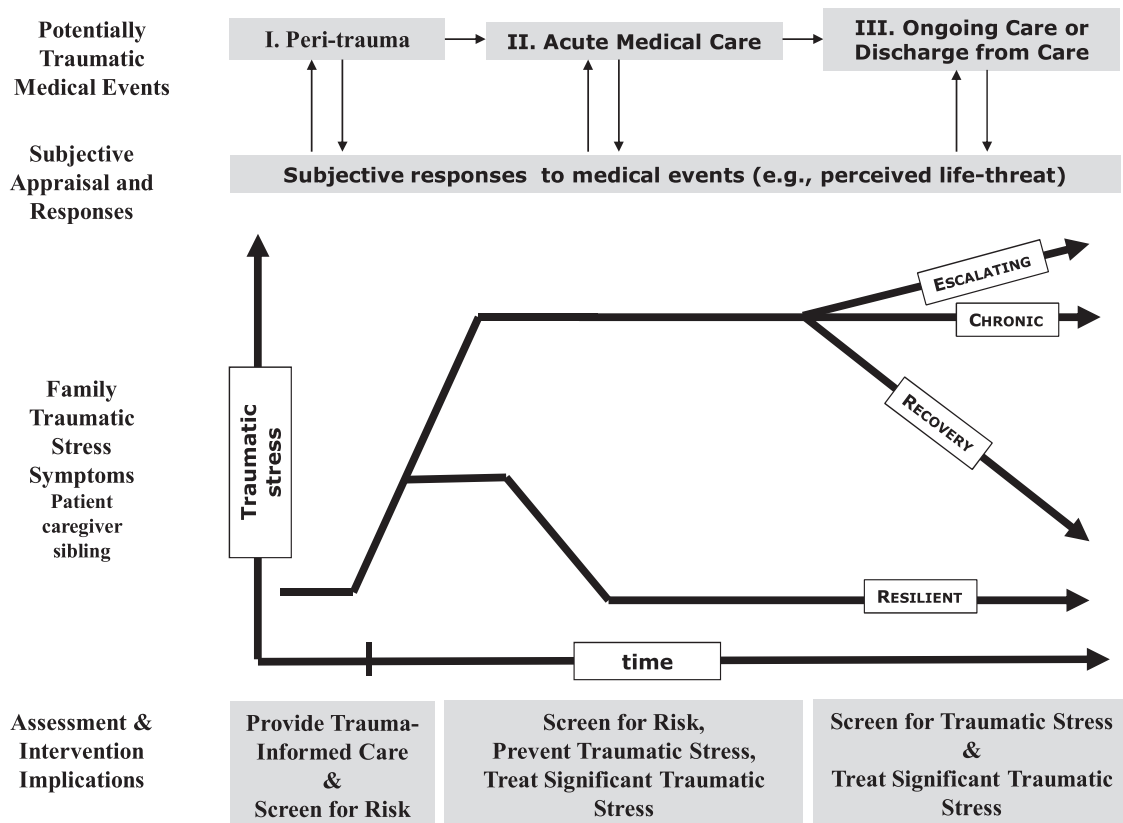 Potentially
Traumatic
Medical Events
I. Peri-trauma
II. Acute Medical Care
III. Ongoing Care or
Discharge from Care
Subjective
Appraisal and
Responses
Subjective responses to medical events (e.g., perceived life-threat)
Family
Traumatic
Stress
Symptoms
Patient
caregiver
sibling
Traumatic
stress
ESCALATING
CHRONIC
RECOVERY
RESILIENT
time
Assessment &
Intervention
Implications
Provide Trauma-
Informed Care
&
Screen for Risk
Screen for Risk,
Prevent Traumatic Stress,
Treat Significant Traumatic
Stress
Screen for Traumatic Stress
&
Treat Significant Traumatic
Stress